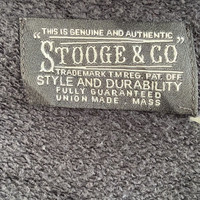 "THIS IS GENUINE AND AUTHENTIC"
STOOGE & CO
TRADEMARK T.M REG. PAT. OFF
STYLE AND DURABILITY
FULLY GUARANTEED
UNION MADE . MASS